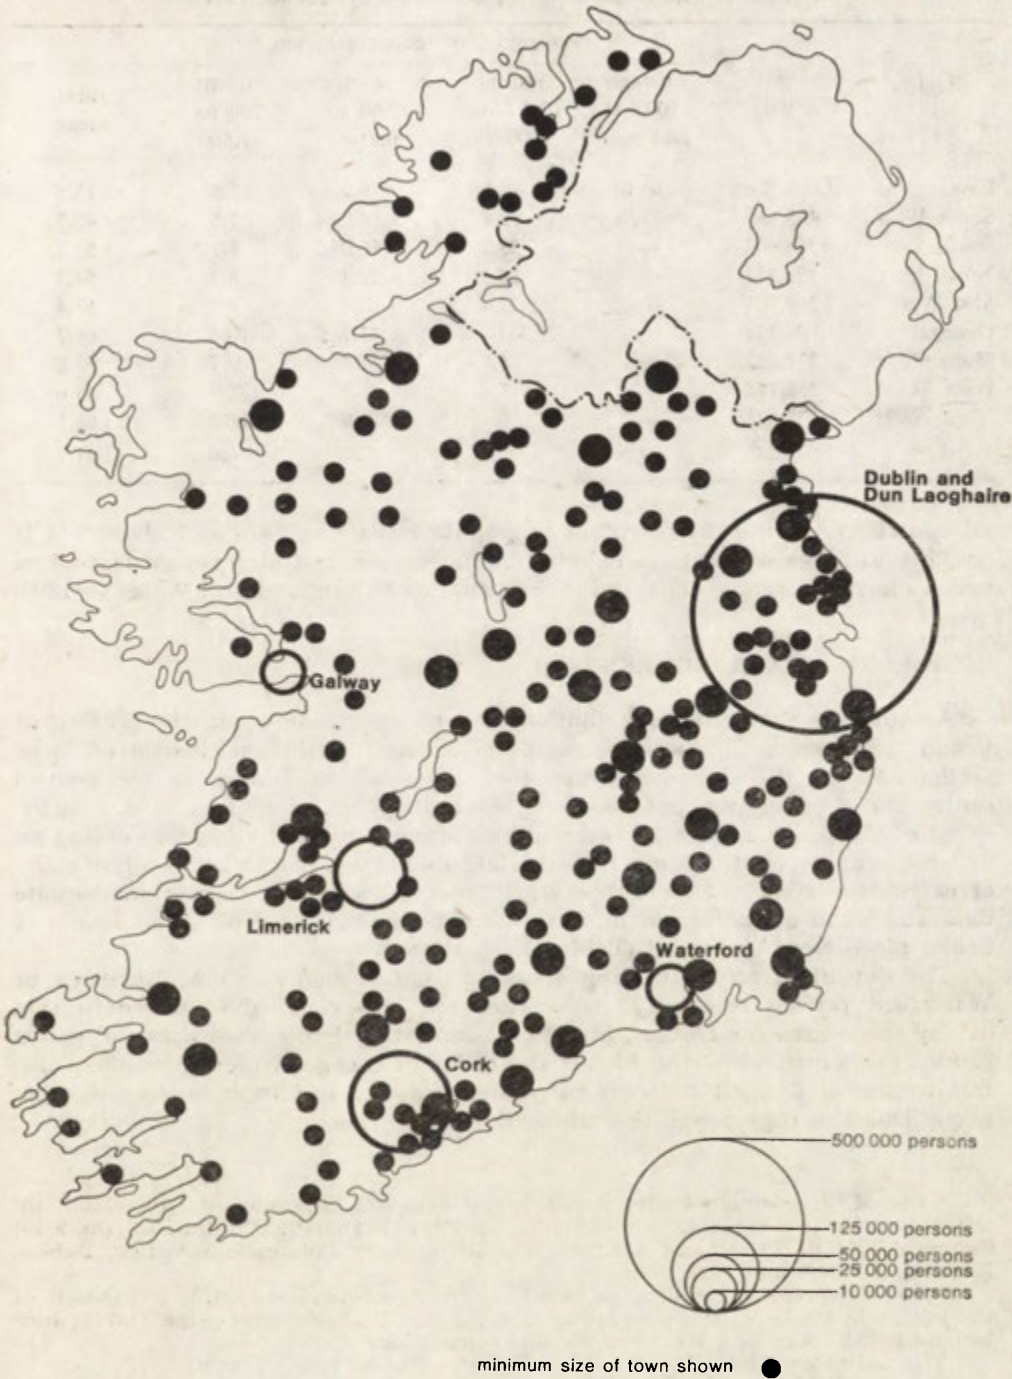 Dublin and
Dun Laoghaire
Galway
Limerick
Waterford
Cork
500 000 persons
125 000 persons
50 000 persons
25 000 persons
10 000 persons
minimum size of town shown